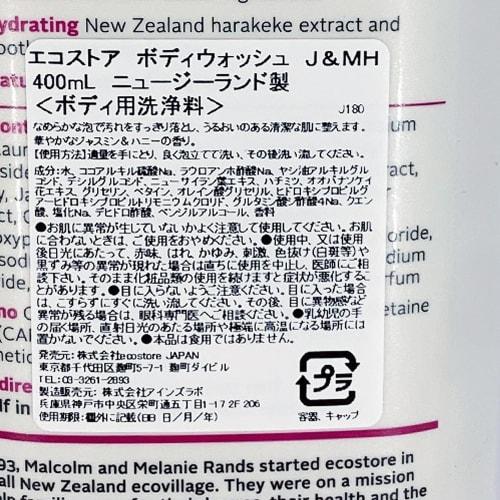 ydrating New Zealand harakeke extract and
エコストア ボディウォッシュ J&MH
400mL ニュージーランド製
<ボディ用洗浄料> J180
なめらかな泡で汚れをすっきり落とし、うるおいのある清潔な肌に整えます。
華やかなジャスミン&ハニーの香り。
【使用方法】適量を手にとり、良く泡立てて洗い、その後洗い流してください。
成分:水、ココアルキル硫酸Na、ラウロアンホ酢酸Na、ヤシ油アルキルグル
コシド、デシルグルコシド、ニューサイラン葉エキス、ハチミツ、オオバナソケイ
花エキス、グリセリン、ベタイン、オレイン酸グリセリル、ヒドロキシプロピルグ
アーヒドロキシプロピルトリモニウムクロリド、グルタミン酸ジ酢酸4Na、クエン
酸、塩化Na、デヒドロ酢酸、ベンジルアルコール、香料
●お肌に異常が生じていないかよく注意して使用してください。お肌
に合わないときは、ご使用をおやめください。●使用中、又は使用
後日光にあたって、赤味、はれ、かゆみ、刺激、色抜け(白斑等)や
黒ずみ等の異常が現れた場合は直ちに使用を中止し、医師にご相
談下さい。そのまま化粧品類の使用を続けますと症状が悪化するこ
とがあります。●目に入らないようご注意ください。目に入った場合
は、こすらずにすぐに洗い流してください。その後、目に異物感など
異常が残る場合は、眼科専門医へご相談ください。●乳幼児の手
の届く場所、直射日光のあたる場所や極端に高温になる場所には
置かないでください。●本品は食用ではありません。
発売元:株式会社ecostore JAPAN
東京都千代田区麹町5-7-1 麹町ダイビル
TEL:03-3261-2893
製造販売元:株式会社アインズラボ
兵庫県神戸市中央区栄町通五丁目1-17 2F 206
使用期限:欄外に記載(BB 日/月/年)
プラ
容器、キャップ
93, Malcolm and Melanie Rands started ecostore in
all New Zealand ecovillage. They were on a mission